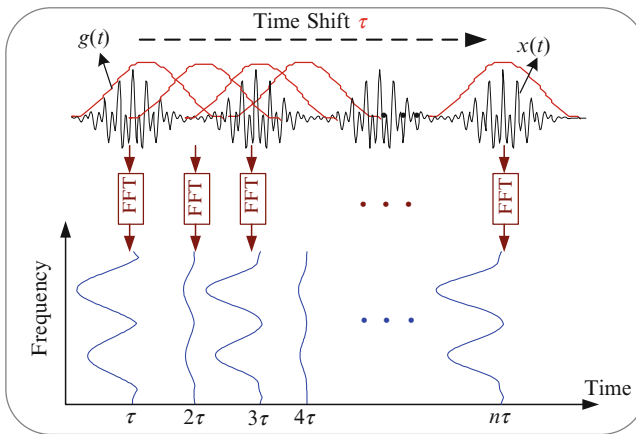 Time Shift τ
g(t)
x(t)
FFT FFT FFT FFT
Frequency
Time
τ 2τ 3τ 4τ nτ